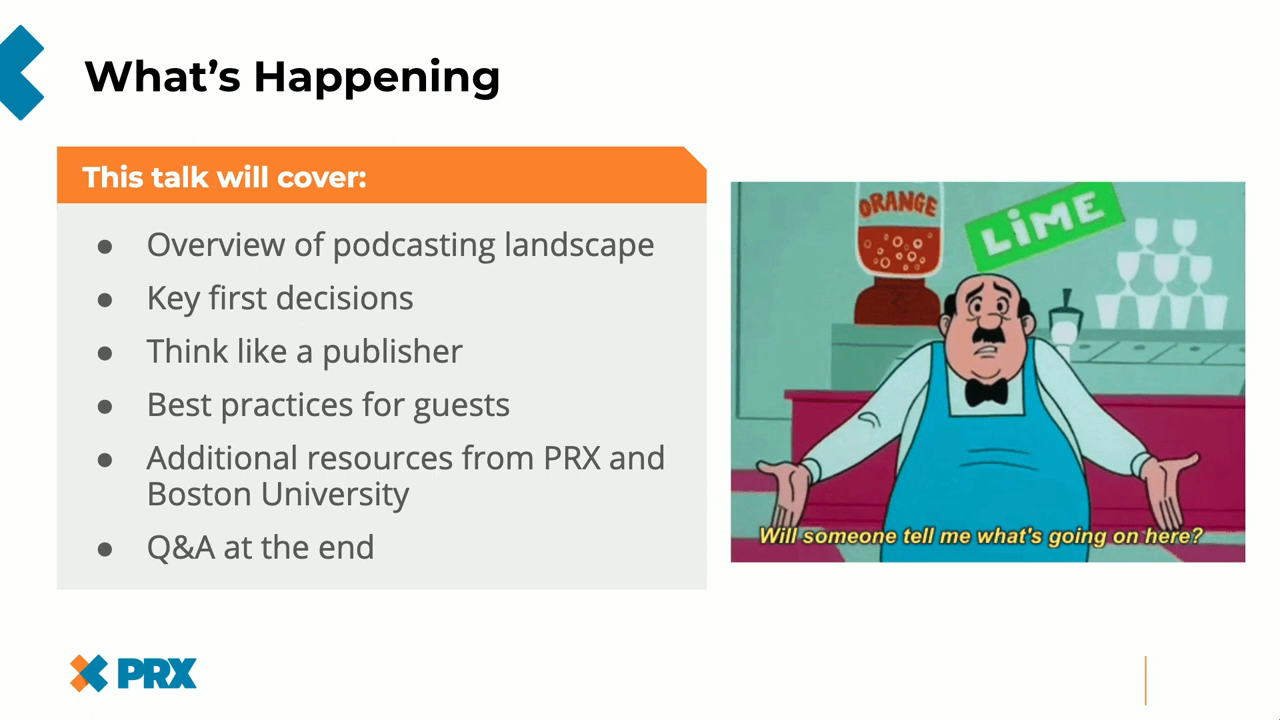 What’s Happening
This talk will cover:
● Overview of podcasting landscape
● Key first decisions
● Think like a publisher
● Best practices for guests
● Additional resources from PRX and
Boston University
● Q&A at the end
ORANGE
LiME
Will someone tell me what's going on here?
PRX